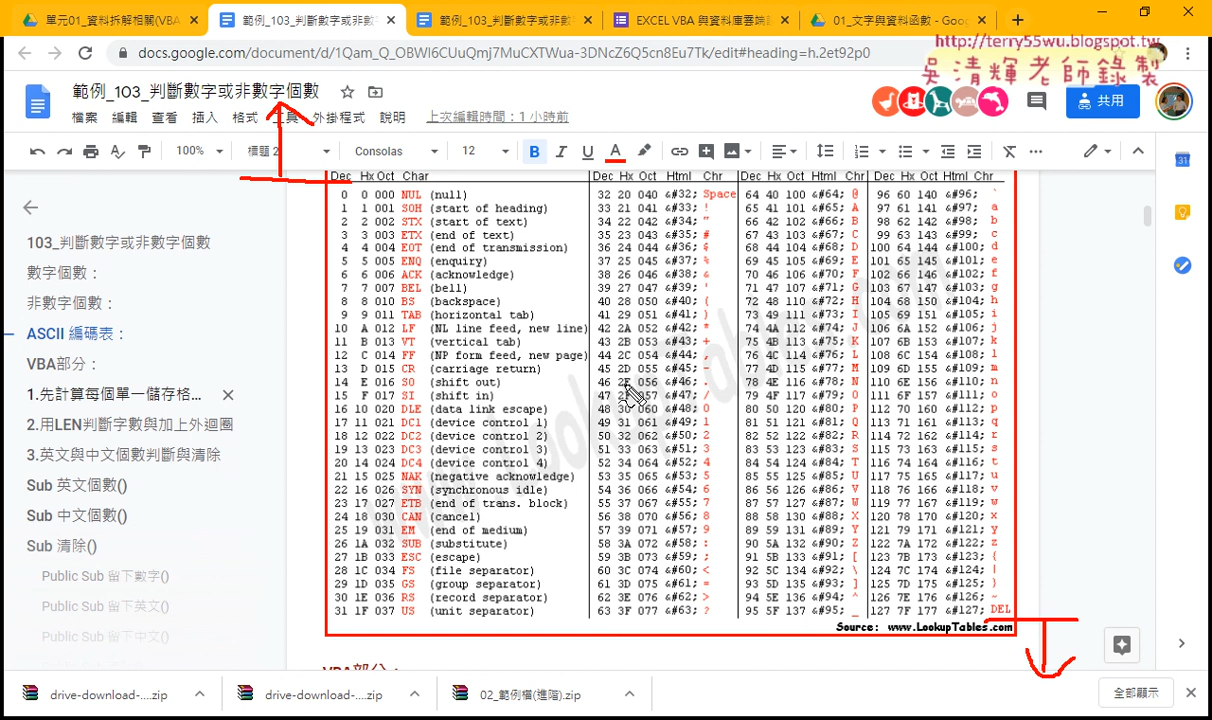 單元01_資料拆解相關(VBA
範例_103_判斷數字或非數
範例_103_判斷數字或非數
EXCEL VBA 與資料庫雲端
01_文字與資料函數 - Goo
docs.google.com/document/d/1Qam_Q_OBWl6CUuQmj7MuCXTWua-3DNcZ6Q5cn8Eu7Tk/edit#heading=h.2et92p0
http://terry55wu.blogspot.tw
吳清輝老師錄製
範例_103_判斷數字或非數字個數
檔案 編輯 查看 插入 格式 工具 外掛程式 說明 上次編輯時間：1 小時前
共用
100% 標題 2 Consolas 12 B I U A
103_判斷數字或非數字個數
數字個數：
非數字個數：
ASCII 編碼表：
VBA部分：
1.先計算每個單一儲存格...
2.用LEN判斷字數與加上外迴圈
3.英文與中文個數判斷與清除
Sub 英文個數()
Sub 中文個數()
Sub 清除()
Public Sub 留下數字()
Public Sub 留下英文()
Public Sub 留下中文()
Dec Hx Oct Char Dec Hx Oct Html Chr Dec Hx Oct Html Chr Dec Hx Oct Html Chr
0 0 000 NUL (null) 32 20 040 &#32; Space 64 40 100 &#64; @ 96 60 140 &#96; `
1 1 001 SOH (start of heading) 33 21 041 &#33; ! 65 41 101 &#65; A 97 61 141 &#97; a
2 2 002 STX (start of text) 34 22 042 &#34; " 66 42 102 &#66; B 98 62 142 &#98; b
3 3 003 ETX (end of text) 35 23 043 &#35; # 67 43 103 &#67; C 99 63 143 &#99; c
4 4 004 EOT (end of transmission) 36 24 044 &#36; $ 68 44 104 &#68; D 100 64 144 &#100; d
5 5 005 ENQ (enquiry) 37 25 045 &#37; % 69 45 105 &#69; E 101 65 145 &#101; e
6 6 006 ACK (acknowledge) 38 26 046 &#38; & 70 46 106 &#70; F 102 66 146 &#102; f
7 7 007 BEL (bell) 39 27 047 &#39; ' 71 47 107 &#71; G 103 67 147 &#103; g
8 8 010 BS (backspace) 40 28 050 &#40; ( 72 48 110 &#72; H 104 68 150 &#104; h
9 9 011 TAB (horizontal tab) 41 29 051 &#41; ) 73 49 111 &#73; I 105 69 151 &#105; i
10 A 012 LF (NL line feed, new line) 42 2A 052 &#42; * 74 4A 112 &#74; J 106 6A 152 &#106; j
11 B 013 VT (vertical tab) 43 2B 053 &#43; + 75 4B 113 &#75; K 107 6B 153 &#107; k
12 C 014 FF (NP form feed, new page) 44 2C 054 &#44; , 76 4C 114 &#76; L 108 6C 154 &#108; l
13 D 015 CR (carriage return) 45 2D 055 &#45; - 77 4D 115 &#77; M 109 6D 155 &#109; m
14 E 016 SO (shift out) 46 2E 056 &#46; . 78 4E 116 &#78; N 110 6E 156 &#110; n
15 F 017 SI (shift in) 47 2F 057 &#47; / 79 4F 117 &#79; O 111 6F 157 &#111; o
16 10 020 DLE (data link escape) 48 30 060 &#48; 0 80 50 120 &#80; P 112 70 160 &#112; p
17 11 021 DC1 (device control 1) 49 31 061 &#49; 1 81 51 121 &#81; Q 113 71 161 &#113; q
18 12 022 DC2 (device control 2) 50 32 062 &#50; 2 82 52 122 &#82; R 114 72 162 &#114; r
19 13 023 DC3 (device control 3) 51 33 063 &#51; 3 83 53 123 &#83; S 115 73 163 &#115; s
20 14 024 DC4 (device control 4) 52 34 064 &#52; 4 84 54 124 &#84; T 116 74 164 &#116; t
21 15 025 NAK (negative acknowledge) 53 35 065 &#53; 5 85 55 125 &#85; U 117 75 165 &#117; u
22 16 026 SYN (synchronous idle) 54 36 066 &#54; 6 86 56 126 &#86; V 118 76 166 &#118; v
23 17 027 ETB (end of trans. block) 55 37 067 &#55; 7 87 57 127 &#87; W 119 77 167 &#119; w
24 18 030 CAN (cancel) 56 38 070 &#56; 8 88 58 130 &#88; X 120 78 170 &#120; x
25 19 031 EM (end of medium) 57 39 071 &#57; 9 89 59 131 &#89; Y 121 79 171 &#121; y
26 1A 032 SUB (substitute) 58 3A 072 &#58; : 90 5A 132 &#90; Z 122 7A 172 &#122; z
27 1B 033 ESC (escape) 59 3B 073 &#59; ; 91 5B 133 &#91; [ 123 7B 173 &#123; {
28 1C 034 FS (file separator) 60 3C 074 &#60; < 92 5C 134 &#92; \ 124 7C 174 &#124; |
29 1D 035 GS (group separator) 61 3D 075 &#61; = 93 5D 135 &#93; ] 125 7D 175 &#125; }
30 1E 036 RS (record separator) 62 3E 076 &#62; > 94 5E 136 &#94; ^ 126 7E 176 &#126; ~
31 1F 037 US (unit separator) 63 3F 077 &#63; ? 95 5F 137 &#95; _ 127 7F 177 &#127; DEL
Source: www.LookupTables.com
VBA部分：
drive-download-....zip
drive-download-....zip
02_範例檔(進階).zip
全部顯示